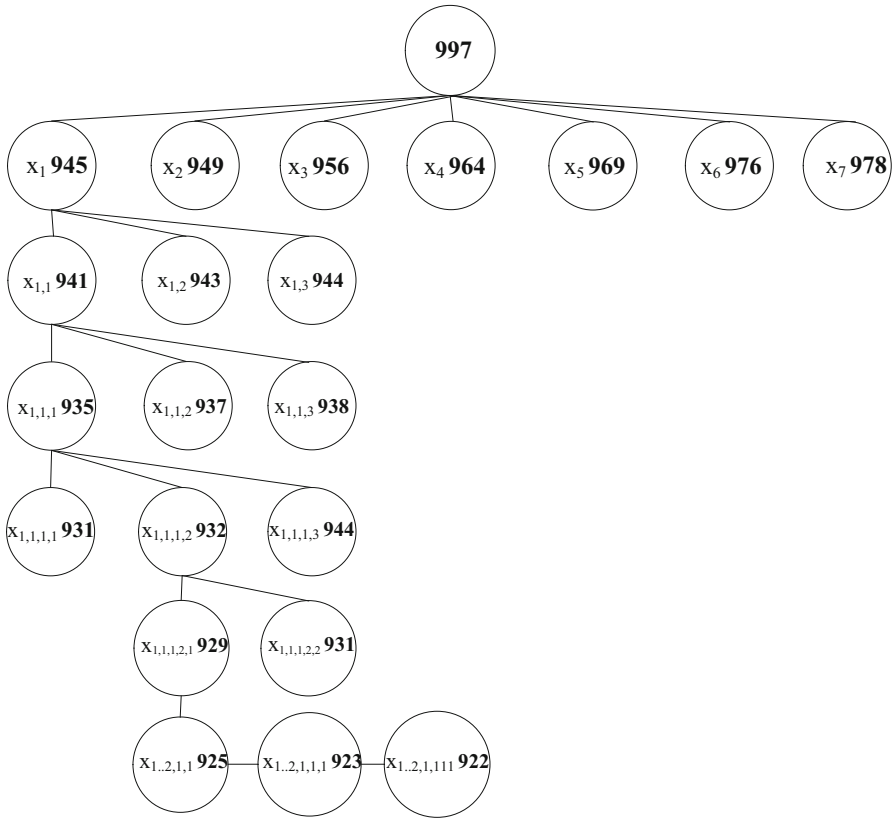 997
x₁ 945 x₂ 949 x₃ 956 x₄ 964 x₅ 969 x₆ 976 x₇ 978
x₁,₁ 941 x₁,₂ 943 x₁,₃ 944
x₁,₁,₁ 935 x₁,₁,₂ 937 x₁,₁,₃ 938
x₁,₁,₁,₁ 931 x₁,₁,₁,₂ 932 x₁,₁,₁,₃ 944
x₁,₁,₁,₂,₁ 929 x₁,₁,₁,₂,₂ 931
x₁..₂,₁,₁ 925 x₁..₂,₁,₁,₁ 923 x₁..₂,₁,₁₁₁ 922